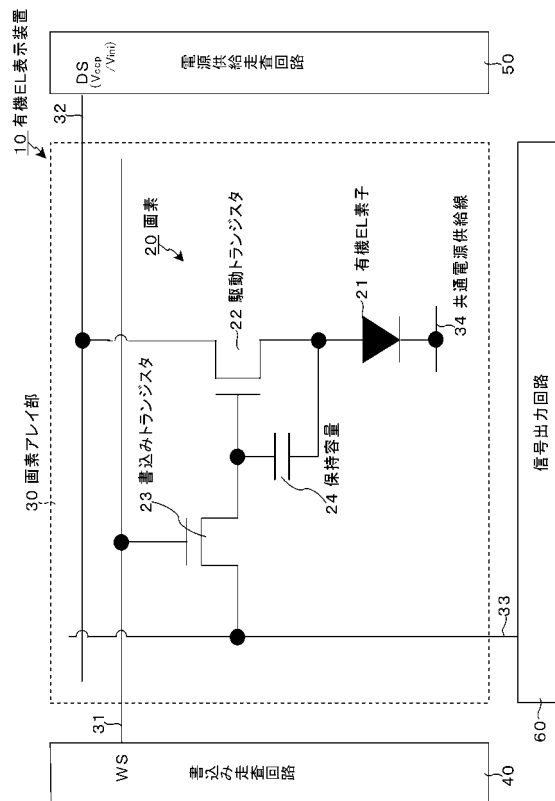 10 有機EL表示装置
30 画素アレイ部
20 画素
23 書込みトランジスタ
22 駆動トランジスタ
24 保持容量
21 有機EL素子
34 共通電源供給線
31
32
33
WS
書込み走査回路
40
DS
(Vccp
/Vini)
電源供給走査回路
50
信号出力回路
60